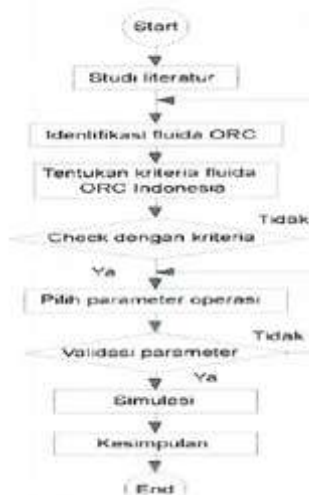 Start
Studi literatur
Identifikasi fluida ORC
Tentukan kriteria fluida
ORC Indonesia
Tidak
Check dengan kriteria
Ya
Pilih parameter operasi
Tidak
Validasi parameter
Ya
Simulasi
Kesimpulan
End